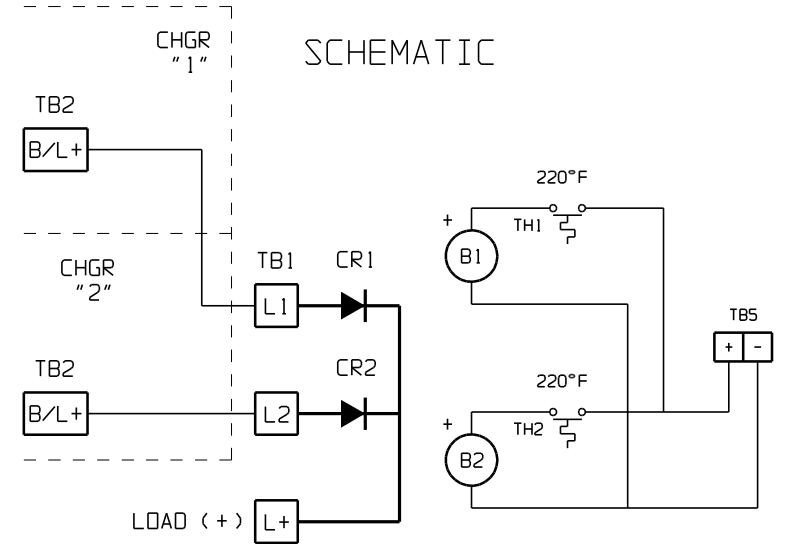 SCHEMATIC
CHGR
"1"
TB2
B/L+
CHGR
"2"
TB2
B/L+
TB1
CR1
L1
CR2
L2
LOAD (+)
L+
220°F
TH1
+
B1
TB5
+ -
220°F
TH2
+
B2